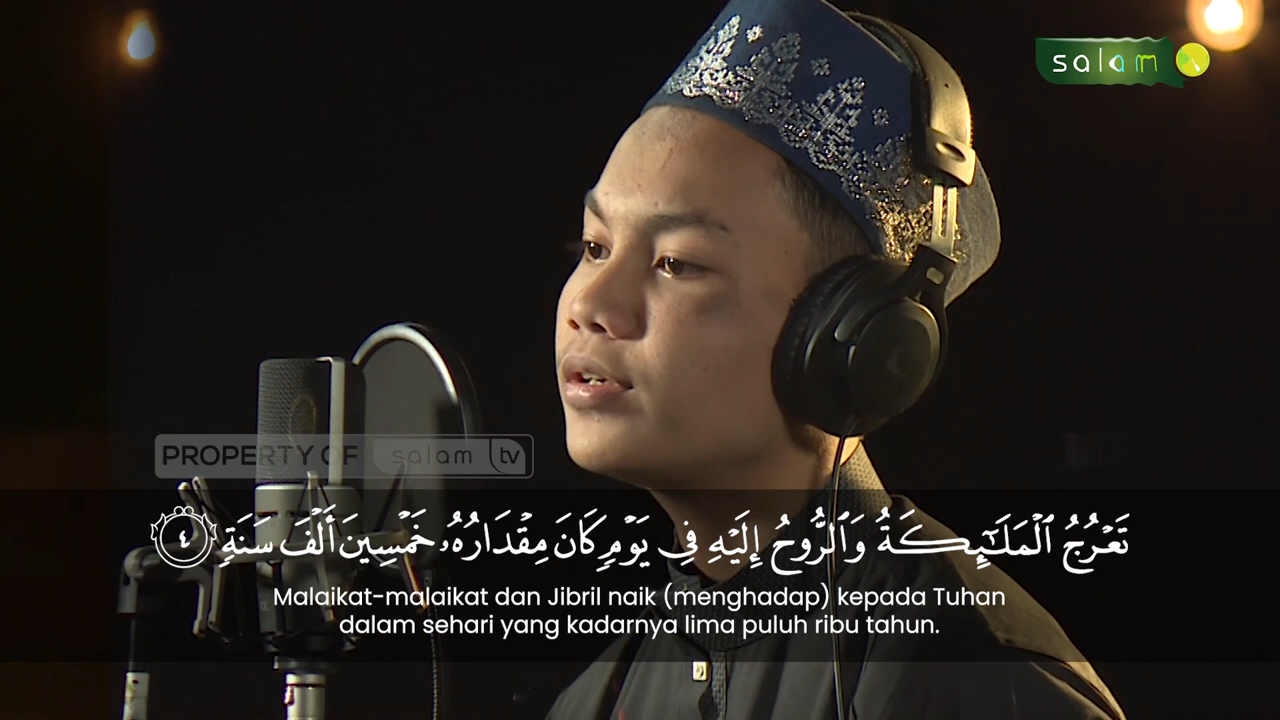 salam
PROPERTY OF salam tv
تَعْرُجُ ٱلْمَلَـٰٓئِكَةُ وَٱلرُّوحُ إِلَيْهِ فِى يَوْمٍ كَانَ مِقْدَارُهُۥ خَمْسِينَ أَلْفَ سَنَةٍ ٤
Malaikat-malaikat dan Jibril naik (menghadap) kepada Tuhan
dalam sehari yang kadarnya lima puluh ribu tahun.